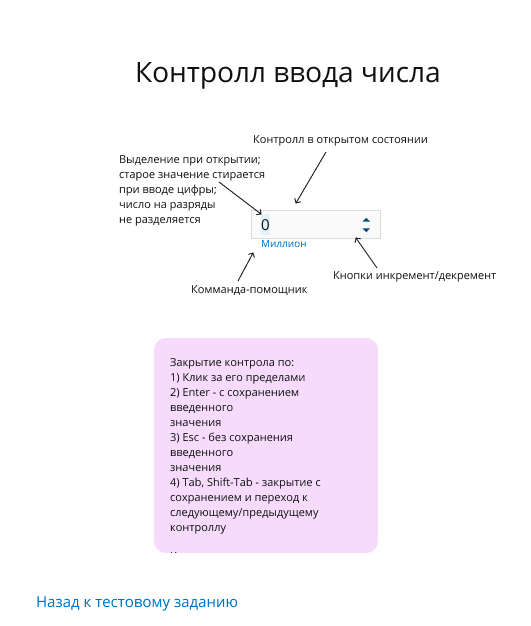 Контролл ввода числа
Контролл в открытом состоянии
Выделение при открытии;
старое значение стирается
при вводе цифры;
число на разряды
не разделяется
0
Миллион
Кнопки инкремент/декремент
Комманда-помощник
Закрытие контрола по:
1) Клик за его пределами
2) Enter - с сохранением
введенного
значения
3) Esc - без сохранения
введенного
значения
4) Tab, Shift-Tab - закрытие с
сохранением и переход к
следующему/предыдущему
контроллу
Назад к тестовому заданию